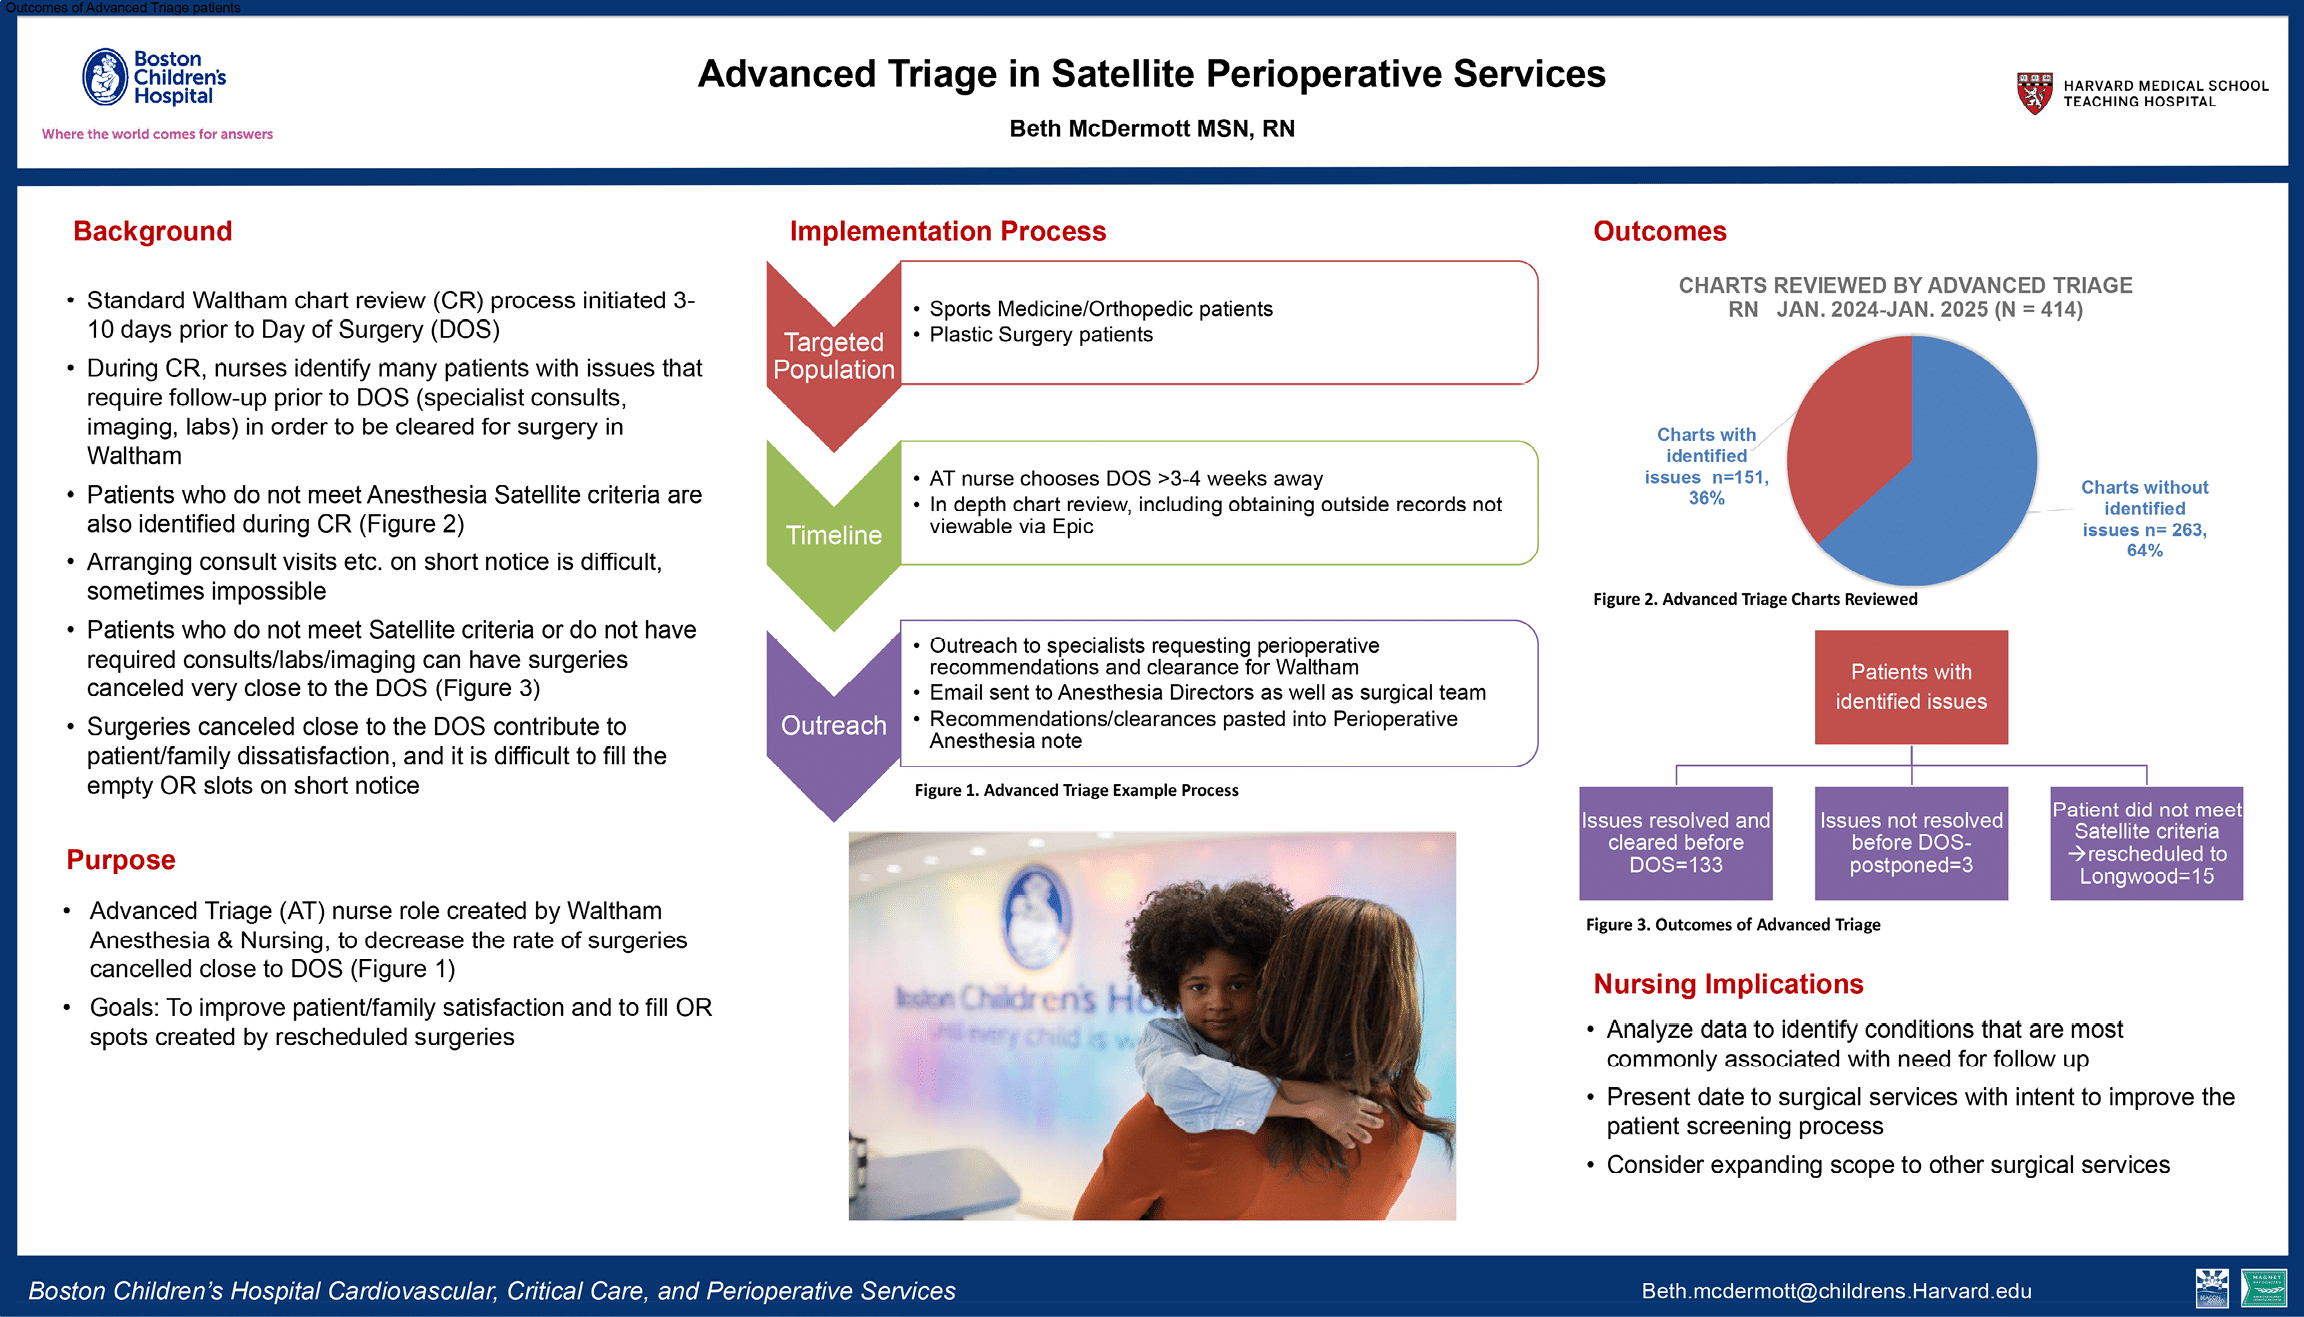 Outcomes of Advanced Triage patients
Boston
Children's
Hospital
Where the world comes for answers
Advanced Triage in Satellite Perioperative Services
Beth McDermott MSN, RN
HARVARD MEDICAL SCHOOL
TEACHING HOSPITAL
Background
• Standard Waltham chart review (CR) process initiated 3-
10 days prior to Day of Surgery (DOS)
• During CR, nurses identify many patients with issues that
require follow-up prior to DOS (specialist consults,
imaging, labs) in order to be cleared for surgery in
Waltham
• Patients who do not meet Anesthesia Satellite criteria are
also identified during CR (Figure 2)
• Arranging consult visits etc. on short notice is difficult,
sometimes impossible
• Patients who do not meet Satellite criteria or do not have
required consults/labs/imaging can have surgeries
canceled very close to the DOS (Figure 3)
• Surgeries canceled close to the DOS contribute to
patient/family dissatisfaction, and it is difficult to fill the
empty OR slots on short notice
Purpose
• Advanced Triage (AT) nurse role created by Waltham
Anesthesia & Nursing, to decrease the rate of surgeries
cancelled close to DOS (Figure 1)
• Goals: To improve patient/family satisfaction and to fill OR
spots created by rescheduled surgeries
Implementation Process
Targeted
Population
• Sports Medicine/Orthopedic patients
• Plastic Surgery patients
Timeline
• AT nurse chooses DOS >3-4 weeks away
• In depth chart review, including obtaining outside records not
viewable via Epic
Outreach
• Outreach to specialists requesting perioperative
recommendations and clearance for Waltham
• Email sent to Anesthesia Directors as well as surgical team
• Recommendations/clearances pasted into Perioperative
Anesthesia note
Figure 1. Advanced Triage Example Process
Boston Children's Ho
Until every child is w
Outcomes
CHARTS REVIEWED BY ADVANCED TRIAGE
RN JAN. 2024-JAN. 2025 (N = 414)
Charts with
identified
issues n=151,
36%
Charts without
identified
issues n= 263,
64%
Figure 2. Advanced Triage Charts Reviewed
Patients with
identified issues
Issues resolved and
cleared before
DOS=133
Issues not resolved
before DOS-
postponed=3
Patient did not meet
Satellite criteria
→rescheduled to
Longwood=15
Figure 3. Outcomes of Advanced Triage
Nursing Implications
• Analyze data to identify conditions that are most
commonly associated with need for follow up
• Present date to surgical services with intent to improve the
patient screening process
• Consider expanding scope to other surgical services
Boston Children's Hospital Cardiovascular, Critical Care, and Perioperative Services
Beth.mcdermott@childrens.Harvard.edu
BEACON
MAGNET
RECOGNIZED